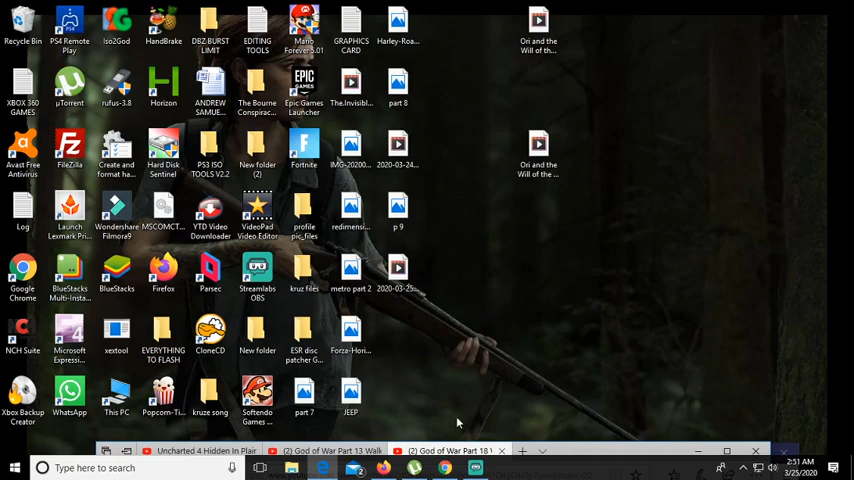 Recycle Bin
PS4 Remote
Play
Iso2God
HandBrake
DBZ BURST
LIMIT
EDITING
TOOLS
Mario
Forever 5.01
GRAPHICS
CARD
Harley-Roa...
Ori and the
Will of the...
XBOX 360
GAMES
µTorrent
rufus-3.8
Horizon
ANDREW
SAMUE...
The Bourne
Conspirac...
Epic Games
Launcher
The.Invisibl...
part 8
Avast Free
Antivirus
FileZilla
Create and
format ha...
Hard Disk
Sentinel
PS3 ISO
TOOLS V2.2
New folder
(2)
Fortnite
IMG-20200...
2020-03-24...
Ori and the
Will of the ...
Log
Launch
Lexmark Pri...
Wondershare
Filmora9
MSCOMCT...
YTD Video
Downloader
VideoPad
Video Editor
profile
pic_files
redimensi...
p 9
Google
Chrome
BlueStacks
Multi-Insta...
BlueStacks
Firefox
Parsec
Streamlabs
OBS
kruz files
metro part 2
2020-03-25...
NCH Suite
Microsoft
Expressi...
xextool
EVERYTHING
TO FLASH
CloneCD
New folder
ESR disc
patcher G...
Forza-Hori...
Xbox Backup
Creator
WhatsApp
This PC
Popcorn-Ti...
kruze song
Softendo
Games ...
part 7
JEEP
Uncharted 4 Hidden In Plair
(2) God of War Part 13 Walk
(2) God of War Part 18 V
Type here to search
2
2:51 AM
3/25/2020